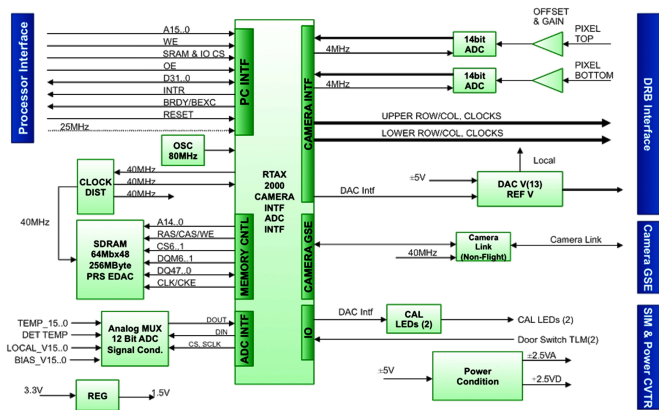 Processor Interface
A15..0
WE
SRAM & IO CS
OE
D31..0
INTR
BRDY/BEXC
RESET
25MHz
PC INTF
OSC
80MHz
CLOCK
DIST
40MHz
40MHz
40MHz
40MHz
SDRAM
64Mbx48
256MByte
PRS EDAC
A14..0
RAS/CAS/WE
CS6..1
DQM6..1
DQ47..0
CLK/CKE
MEMORY CNTL
TEMP_15..0
DET TEMP
LOCAL_V15..0
BIAS_V15..0
Analog MUX
12 Bit ADC
Signal Cond.
DOUT
DIN
CS, SCLK
ADC INTF
3.3V
REG
1.5V
RTAX
2000
CAMERA
INTF
ADC
INTF
CAMERA INTF
CAMERA GSE
IO
4MHz
14bit
ADC
OFFSET
& GAIN
PIXEL
TOP
4MHz
14bit
ADC
PIXEL
BOTTOM
UPPER ROW/COL, CLOCKS
LOWER ROW/COL, CLOCKS
Local
±5V
DAC Intf
DAC V(13)
REF V
40MHz
Camera
Link
(Non-Flight)
Camera Link
DAC Intf
CAL
LEDs (2)
CAL LEDs (2)
Door Switch TLM(2)
±5V
Power
Condition
±2.5VA
±2.5VD
DRB Interface
Camera GSE
SIM & Power CVTR